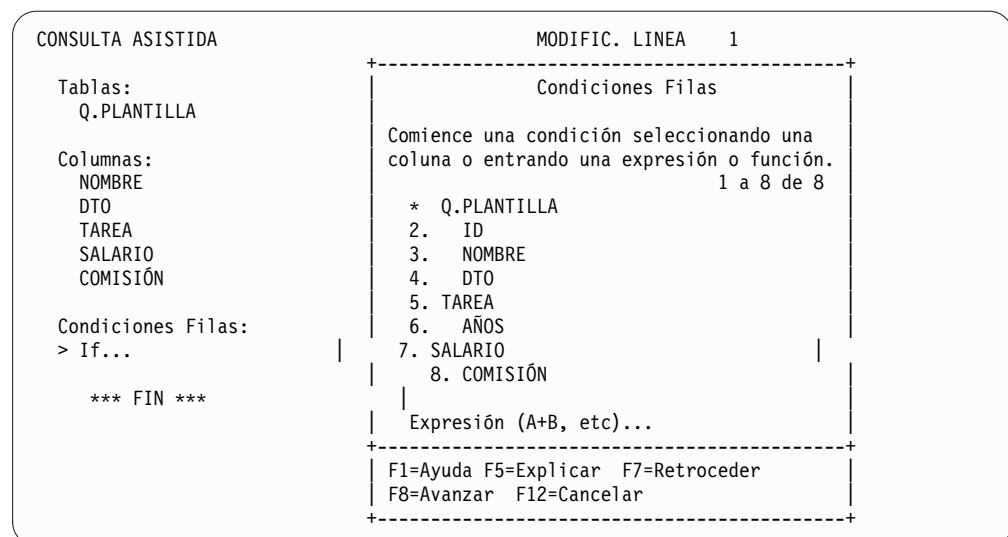 CONSULTA ASISTIDA                              MODIFIC. LINEA    1
                               +--------------------------------------------+
  Tablas:                      |               Condiciones Filas            |
    Q.PLANTILLA                |                                            |
                               | Comience una condición seleccionando una   |
  Columnas:                    | coluna o entrando una expresión o función. |
    NOMBRE                     |                                1 a 8 de 8  |
    DTO                        |   *  Q.PLANTILLA                           |
    TAREA                      |   2.   ID                                  |
    SALARIO                    |   3.   NOMBRE                              |
    COMISIÓN                   |   4.   DTO                                 |
                               |   5. TAREA                                 |
  Condiciones Filas:           |   6.   AÑOS                                |
  > If...                   |     7. SALARIO                             |
                               |     8. COMISIÓN                            |
     *** FIN ***                  |                                         |
                               |   Expresión (A+B, etc)...                  |
                               +--------------------------------------------+
                               | F1=Ayuda F5=Explicar  F7=Retroceder        |
                               | F8=Avanzar  F12=Cancelar                   |
                               +--------------------------------------------+